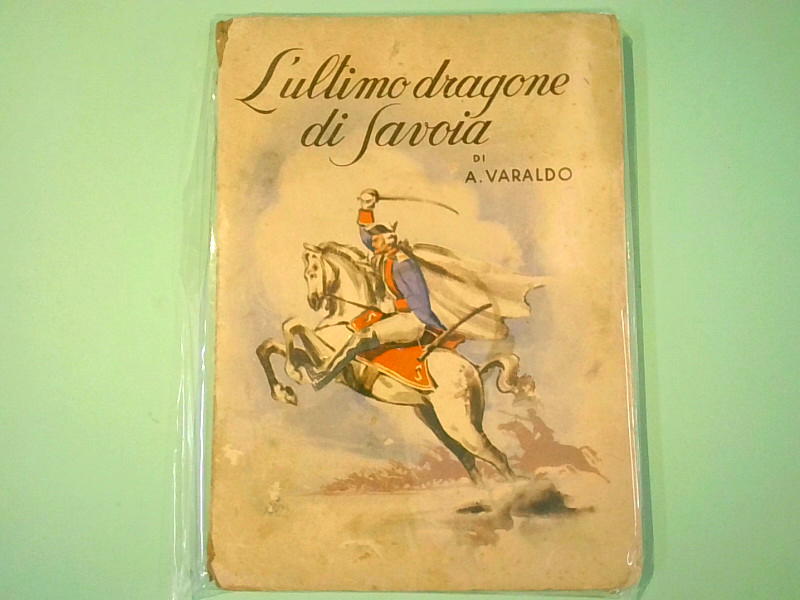 L'ultimo dragone
di Savoia
DI
A. VARALDO